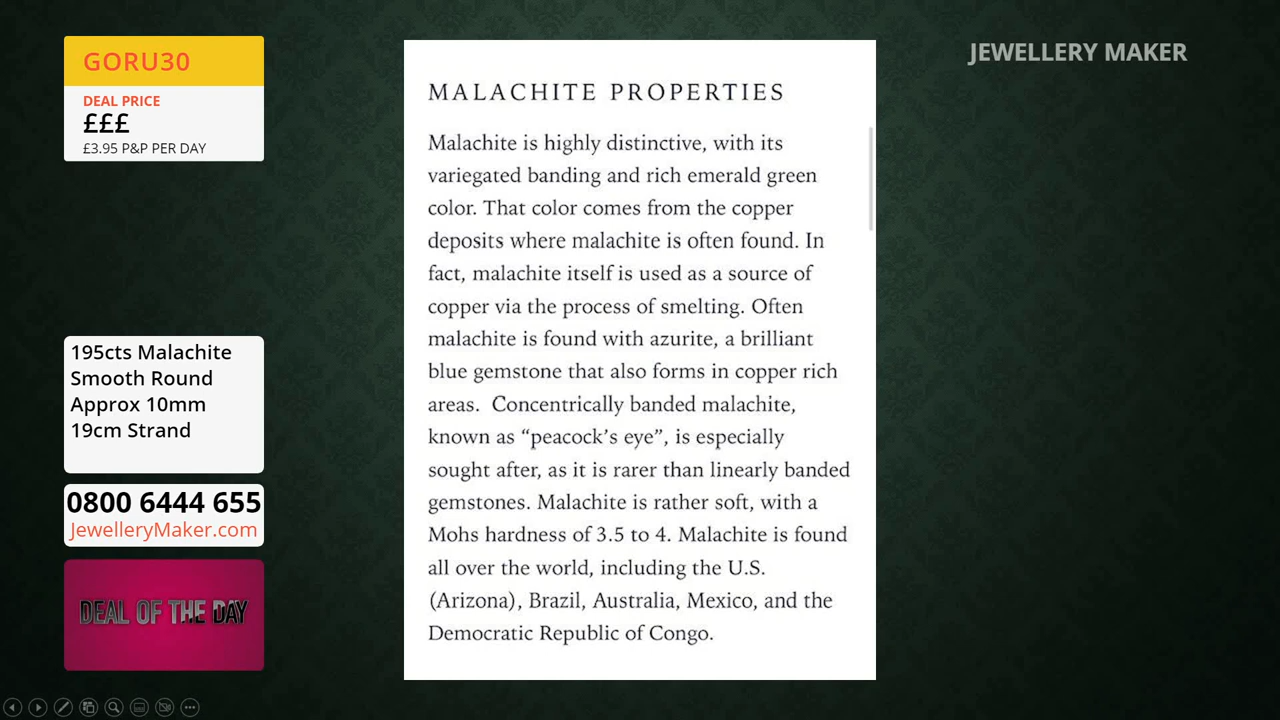 GORU30
DEAL PRICE
£££
£3.95 P&P PER DAY
195cts Malachite
Smooth Round
Approx 10mm
19cm Strand
0800 6444 655
JewelleryMaker.com
DEAL OF THE DAY
MALACHITE PROPERTIES
Malachite is highly distinctive, with its
variegated banding and rich emerald green
color. That color comes from the copper
deposits where malachite is often found. In
fact, malachite itself is used as a source of
copper via the process of smelting. Often
malachite is found with azurite, a brilliant
blue gemstone that also forms in copper rich
areas.  Concentrically banded malachite,
known as “peacock’s eye”, is especially
sought after, as it is rarer than linearly banded
gemstones. Malachite is rather soft, with a
Mohs hardness of 3.5 to 4. Malachite is found
all over the world, including the U.S.
(Arizona), Brazil, Australia, Mexico, and the
Democratic Republic of Congo.
JEWELLERY MAKER